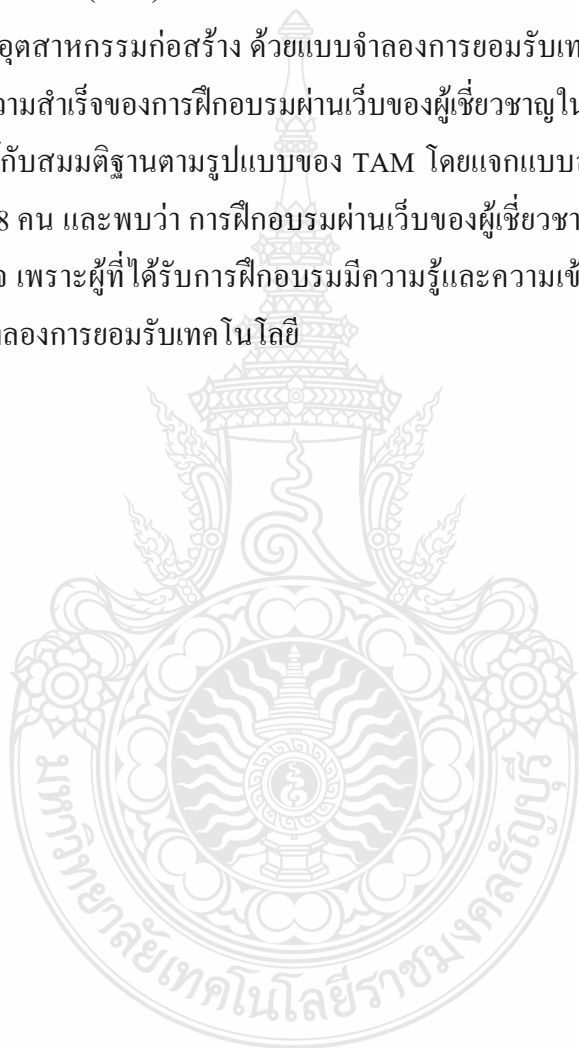 อุตสาหกรรมก่อสร้าง ด้วยแบบจำลองการยอมรับเท
วามสำเร็จของการฝึกอบรมผ่านเว็บของผู้เชี่ยวชาญใน
กับสมมติฐานตามรูปแบบของ TAM โดยแจกแบบ
8 คน และพบว่า การฝึกอบรมผ่านเว็บของผู้เชี่ยวชา
จ เพราะผู้ที่ได้รับการฝึกอบรมมีความรู้และความเข้
ลองการยอมรับเทคโนโลยี
มหาวิทยาลัยเทคโนโลยีราชมงคลธัญบุรี